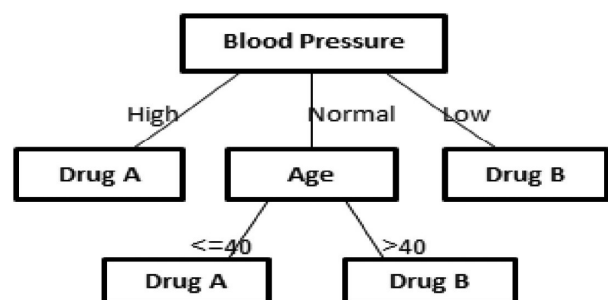 Blood Pressure
High Normal Low
Drug A Age Drug B
<=40 >40
Drug A Drug B